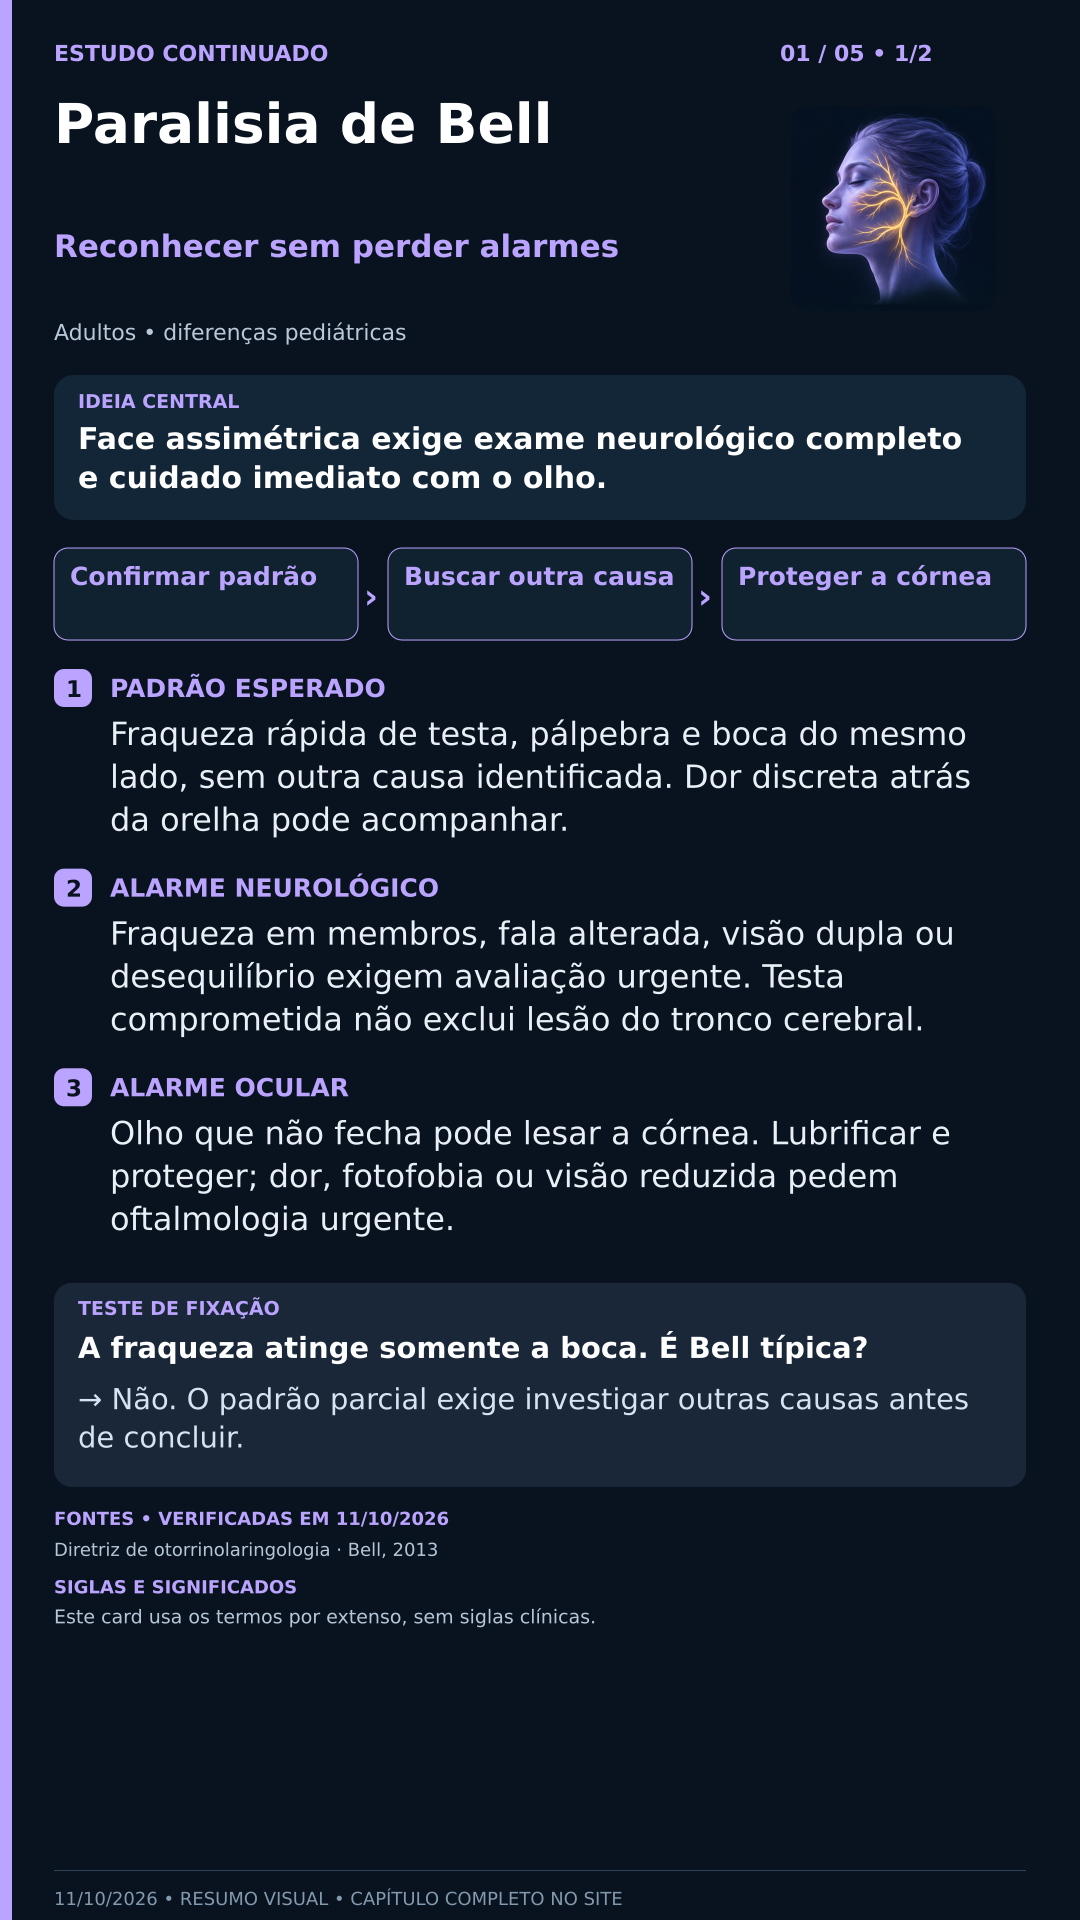 ESTUDO CONTINUADO
01 / 05 • 1/2
Paralisia de Bell
Reconhecer sem perder alarmes
Adultos • diferenças pediátricas
IDEIA CENTRAL
Face assimétrica exige exame neurológico completo
e cuidado imediato com o olho.
Confirmar padrão › Buscar outra causa › Proteger a córnea
1 PADRÃO ESPERADO
Fraqueza rápida de testa, pálpebra e boca do mesmo
lado, sem outra causa identificada. Dor discreta atrás
da orelha pode acompanhar.
2 ALARME NEUROLÓGICO
Fraqueza em membros, fala alterada, visão dupla ou
desequilíbrio exigem avaliação urgente. Testa
comprometida não exclui lesão do tronco cerebral.
3 ALARME OCULAR
Olho que não fecha pode lesar a córnea. Lubrificar e
proteger; dor, fotofobia ou visão reduzida pedem
oftalmologia urgente.
TESTE DE FIXAÇÃO
A fraqueza atinge somente a boca. É Bell típica?
→ Não. O padrão parcial exige investigar outras causas antes
de concluir.
FONTES • VERIFICADAS EM 11/10/2026
Diretriz de otorrinolaringologia · Bell, 2013
SIGLAS E SIGNIFICADOS
Este card usa os termos por extenso, sem siglas clínicas.
11/10/2026 • RESUMO VISUAL • CAPÍTULO COMPLETO NO SITE